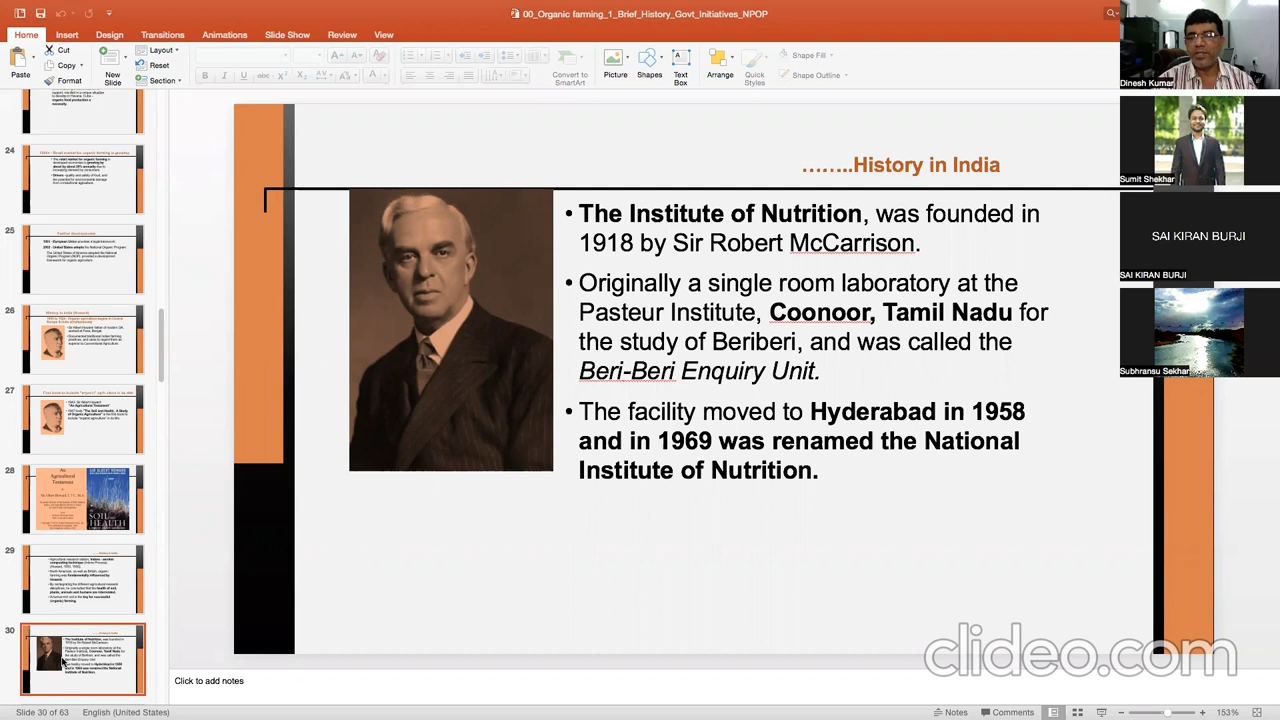 00_Organic farming_1_Brief_History_Govt_Initiatives_NPOP
Home Insert Design Transitions Animations Slide Show Review View
Paste
Cut
Copy
Format
New Slide
Layout
Reset
Section
Convert to SmartArt
Picture
Shapes
Text Box
Arrange
Quick Styles
Shape Fill
Shape Outline
24
25
26
27
28
29
30
An
Agricultural
Testament
SOIL
HEALTH
……..History in India
• The Institute of Nutrition, was founded in
1918 by Sir Robert McCarrison.
• Originally a single room laboratory at the
Pasteur Institute, Coonoor, Tamil Nadu for
the study of Beriberi, and was called the
Beri-Beri Enquiry Unit.
• The facility moved to Hyderabad in 1958
and in 1969 was renamed the National
Institute of Nutrition.
Dinesh Kumar
Sumit Shekhar
SAI KIRAN BURJI
SAI KIRAN BURJI
Subhransu Sekhar
clideo.com
Click to add notes
Slide 30 of 63 English (United States) Notes Comments 153%